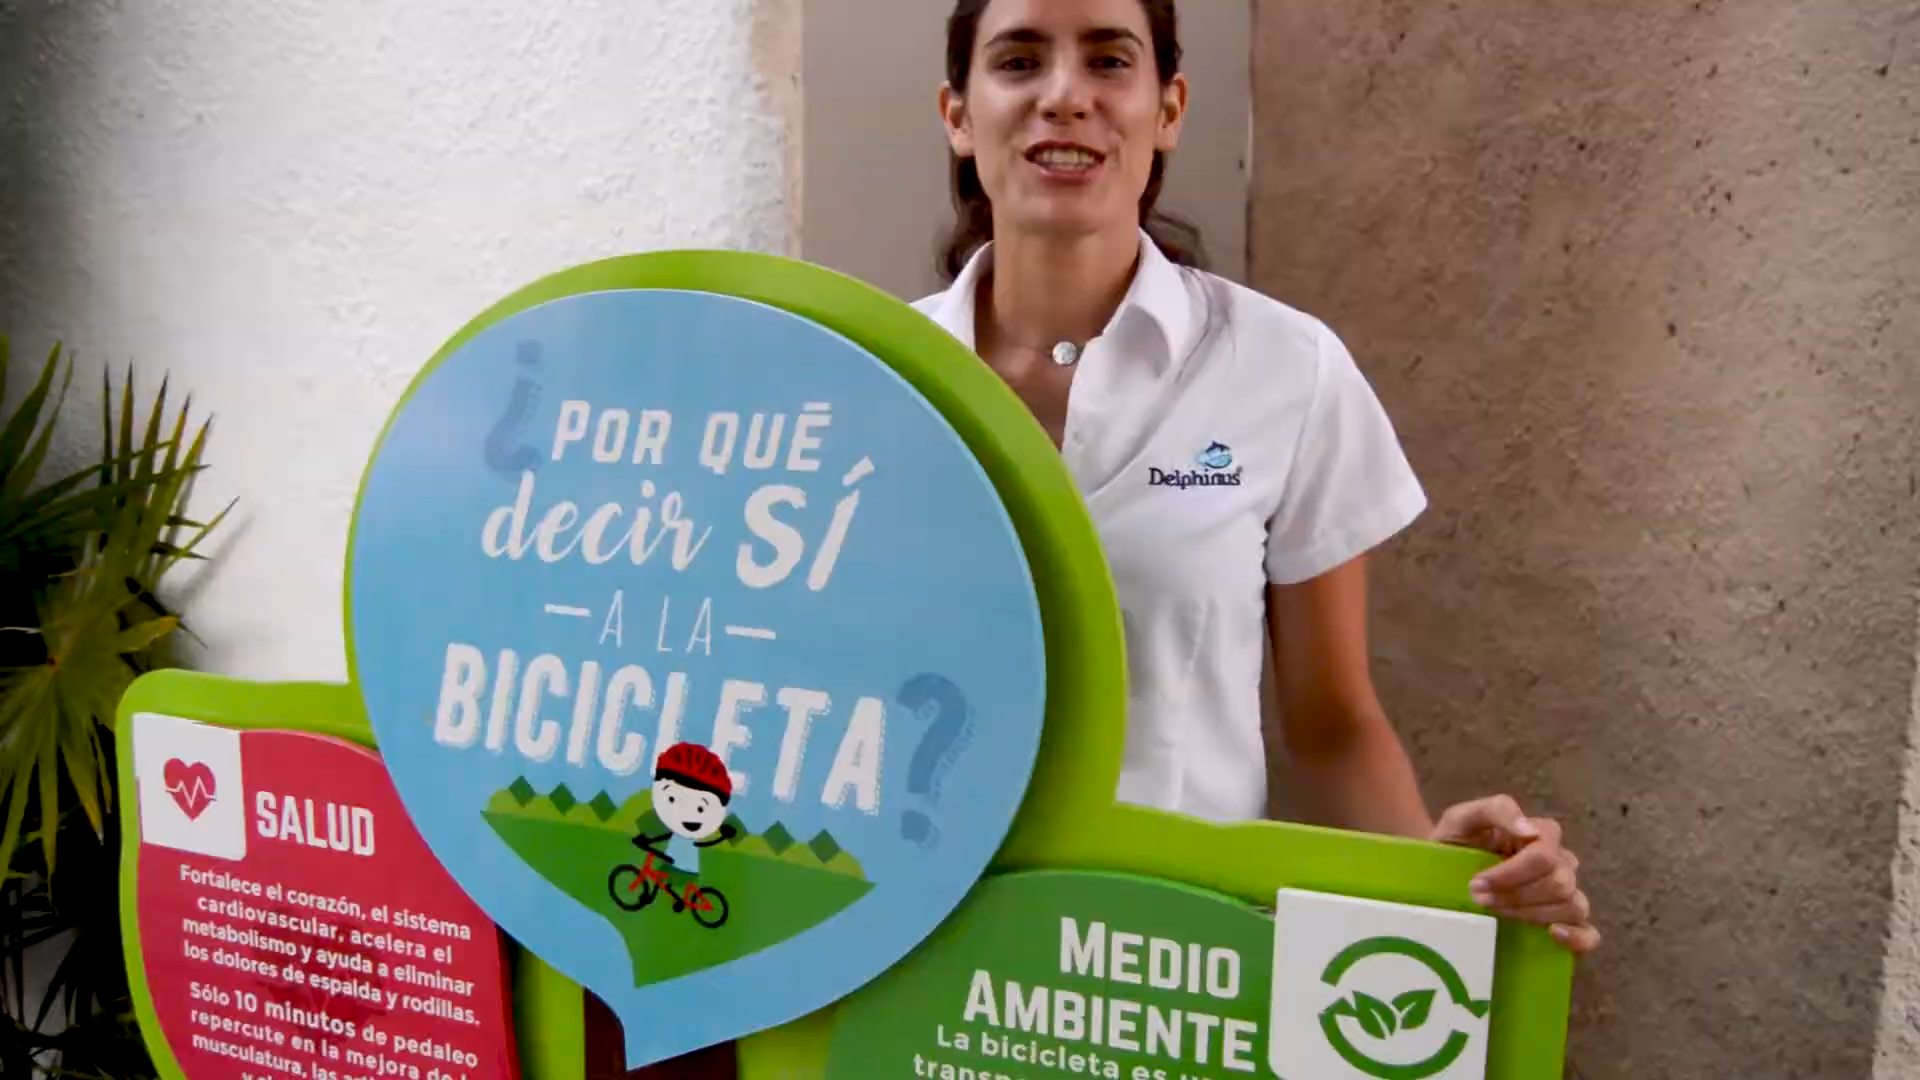 ¿POR QUÉ
decir SÍ
—A LA—
BICICLETA?
Delphinus
SALUD
Fortalece el corazón, el sistema
cardiovascular, acelera el
metabolismo y ayuda a eliminar
los dolores de espalda y rodillas.
Sólo 10 minutos de pedaleo
repercute en la mejora de
musculatura, las
MEDIO
AMBIENTE
La bicicleta es